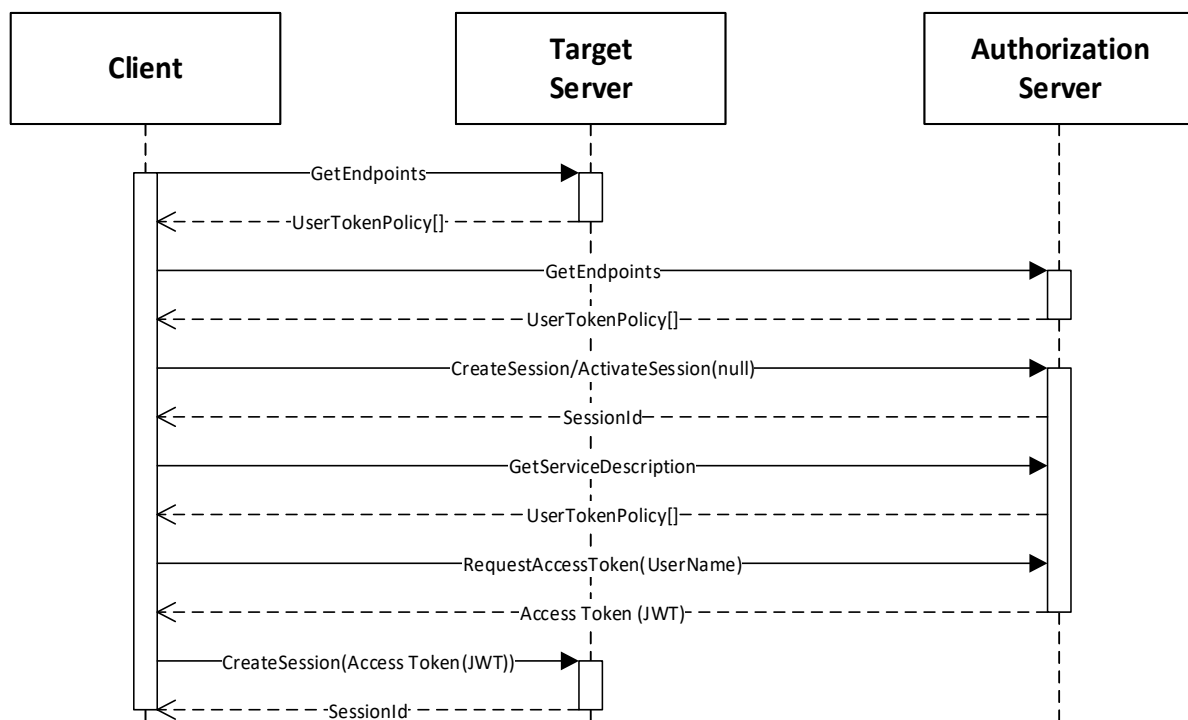 Client
Target
Server
Authorization
Server
GetEndpoints
UserTokenPolicy[]
GetEndpoints
UserTokenPolicy[]
CreateSession/ActivateSession(null)
SessionId
GetServiceDescription
UserTokenPolicy[]
RequestAccessToken(UserName)
Access Token (JWT)
CreateSession(Access Token (JWT))
SessionId